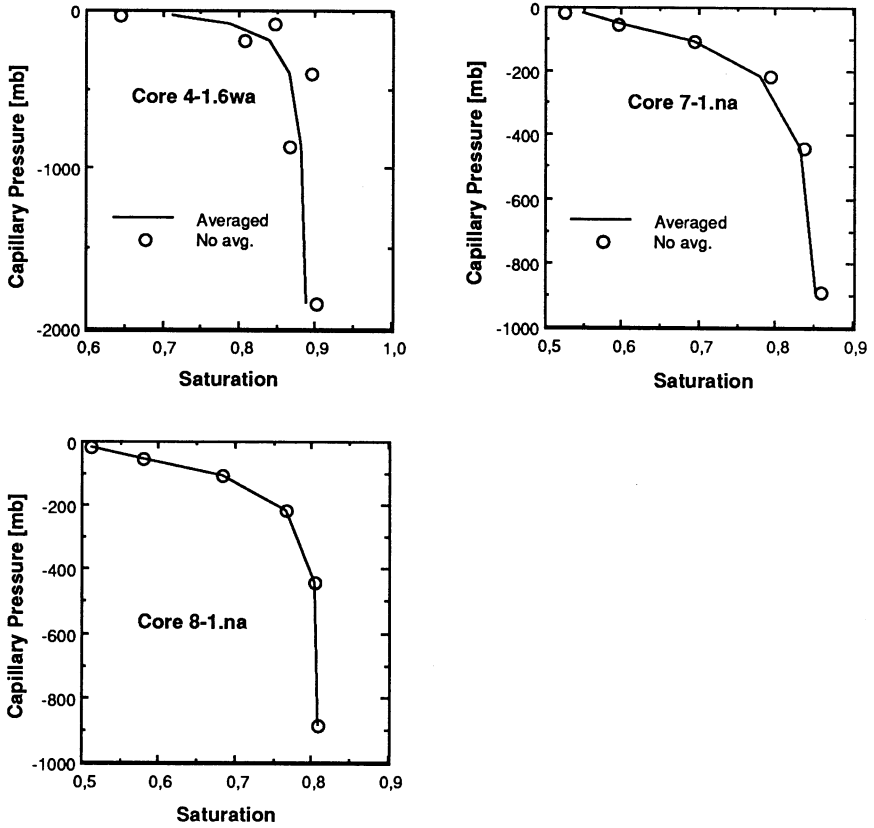 0
-1000
-2000
Capillary Pressure [mb]
Core 4-1.6wa
Averaged
No avg.
0,6 0,7 0,8 0,9 1,0
Saturation
0
-200
-400
-600
-800
-1000
Capillary Pressure [mb]
Core 7-1.na
Averaged
No avg.
0,5 0,6 0,7 0,8 0,9
Saturation
0
-200
-400
-600
-800
-1000
Capillary Pressure [mb]
Core 8-1.na
0,5 0,6 0,7 0,8 0,9
Saturation